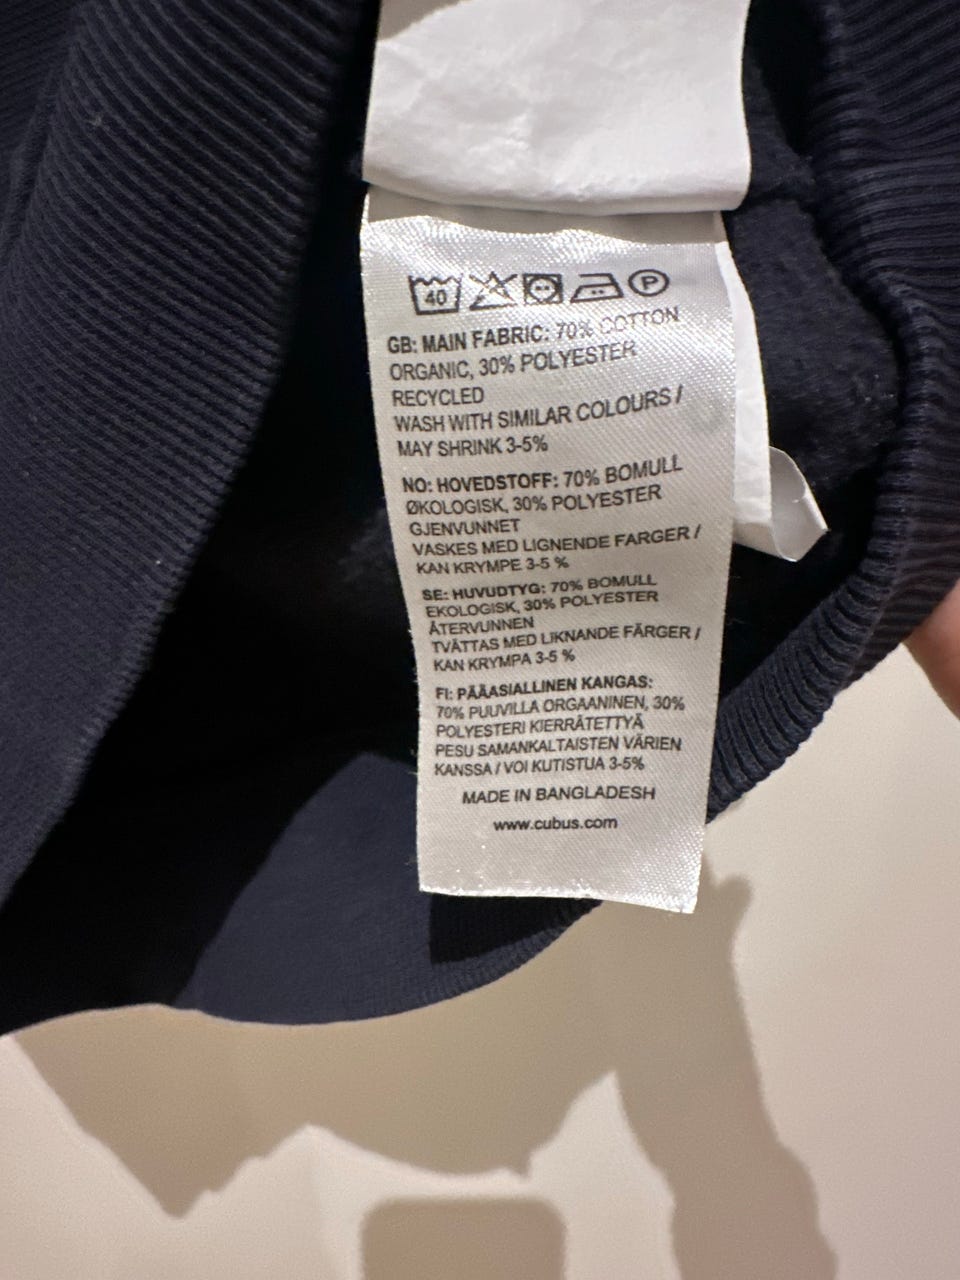 40 P
GB: MAIN FABRIC: 70% COTTON
ORGANIC, 30% POLYESTER
RECYCLED
WASH WITH SIMILAR COLOURS /
MAY SHRINK 3-5%
NO: HOVEDSTOFF: 70% BOMULL
ØKOLOGISK, 30% POLYESTER
GJENVUNNET
VASKES MED LIGNENDE FARGER /
KAN KRYMPE 3-5 %
SE: HUVUDTYG: 70% BOMULL
EKOLOGISK, 30% POLYESTER
ÅTERVUNNEN
TVÄTTAS MED LIKNANDE FÄRGER /
KAN KRYMPA 3-5 %
FI: PÄÄASIALLINEN KANGAS:
70% PUUVILLA ORGAANINEN, 30%
POLYESTERI KIERRÄTETTYÄ
PESU SAMANKALTAISTEN VÄRIEN
KANSSA / VOI KUTISTUA 3-5%
MADE IN BANGLADESH
www.cubus.com